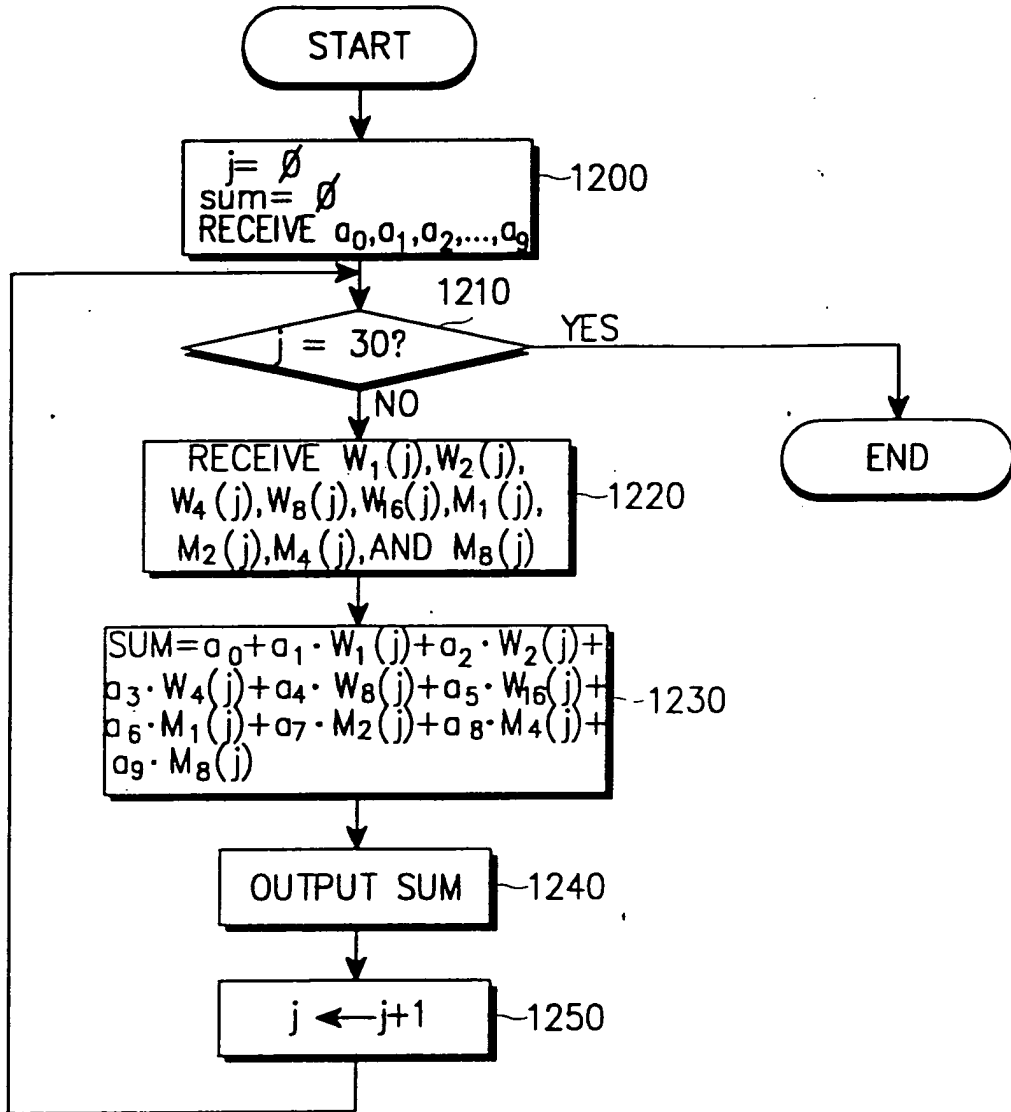 START
j= Ø
sum= Ø
RECEIVE a₀,a₁,a₂,...,a₉
1200
1210
j = 30?
YES
NO
END
RECEIVE W₁(j),W₂(j),
W₄(j),W₈(j),W₁₆(j),M₁(j),
M₂(j),M₄(j),AND M₈(j)
1220
SUM=a₀+a₁·W₁(j)+a₂·W₂(j)+
a₃·W₄(j)+a₄·W₈(j)+a₅·W₁₆(j)+
a₆·M₁(j)+a₇·M₂(j)+a₈·M₄(j)+
a₉·M₈(j)
1230
OUTPUT SUM
1240
j ← j+1
1250